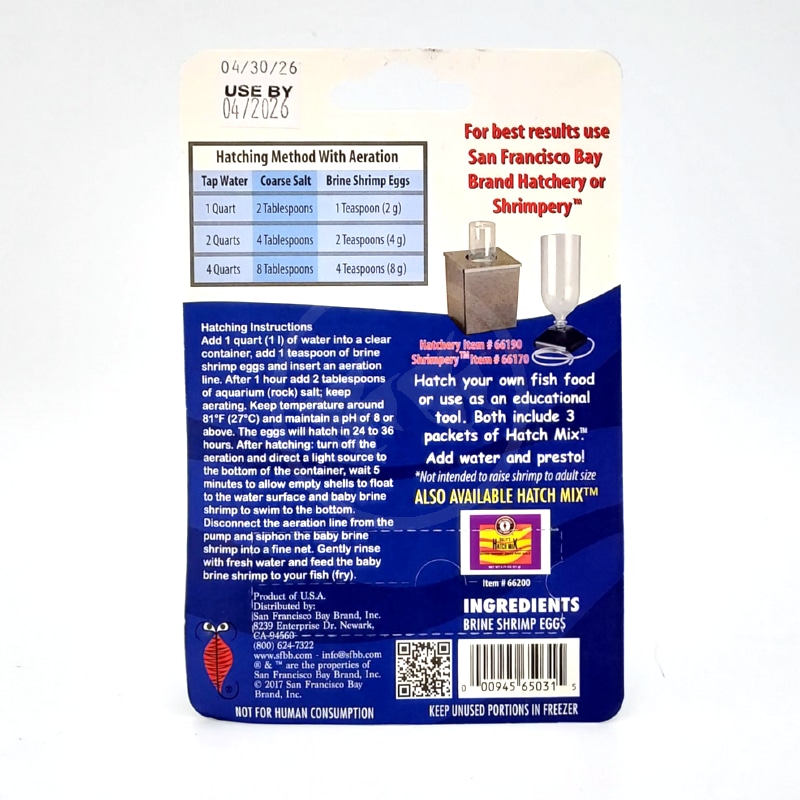 04/30/26
USE BY
04/2026
For best results use
San Francisco Bay
Brand Hatchery or
Shrimpery™
Hatching Method With Aeration
Tap Water Coarse Salt Brine Shrimp Eggs
1 Quart 2 Tablespoons 1 Teaspoon (2 g)
2 Quarts 4 Tablespoons 2 Teaspoons (4 g)
4 Quarts 8 Tablespoons 4 Teaspoons (8 g)
Hatchery Item # 66190
Shrimpery™ Item # 66170
Hatching Instructions
Add 1 quart (1 l) of water into a clear
container, add 1 teaspoon of brine
shrimp eggs and insert an aeration
line. After 1 hour add 2 tablespoons
of aquarium (rock) salt; keep
aerating. Keep temperature around
81°F (27°C) and maintain a pH of 8 or
above. The eggs will hatch in 24 to 36
hours. After hatching: turn off the
aeration and direct a light source to
the bottom of the container, wait 5
minutes to allow empty shells to float
to the water surface and baby brine
shrimp to swim to the bottom.
Disconnect the aeration line from the
pump and siphon the baby brine
shrimp into a fine net. Gently rinse
with fresh water and feed the baby
brine shrimp to your fish (fry).
Hatch your own fish food
or use as an educational
tool. Both include 3
packets of Hatch Mix™.
Add water and presto!
*Not intended to raise shrimp to adult size
ALSO AVAILABLE HATCH MIX™
HATCH MIX
Item # 66200
INGREDIENTS
BRINE SHRIMP EGGS
Product of U.S.A.
Distributed by:
San Francisco Bay Brand, Inc.
8239 Enterprise Dr. Newark,
CA 94560
(800) 624-7322
www.sfbb.com - info@sfbb.com
® & ™ are the properties of
San Francisco Bay Brand, Inc.
© 2017 San Francisco Bay
Brand, Inc.
®
0 00945 65031 5
NOT FOR HUMAN CONSUMPTION
KEEP UNUSED PORTIONS IN FREEZER